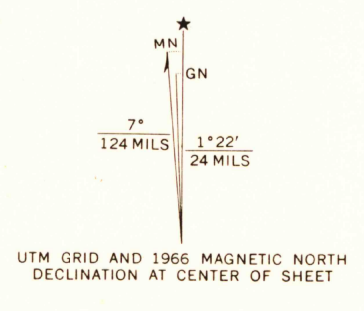 MN
GN
7°
124 MILS
1°22′
24 MILS
UTM GRID AND 1966 MAGNETIC NORTH
DECLINATION AT CENTER OF SHEET